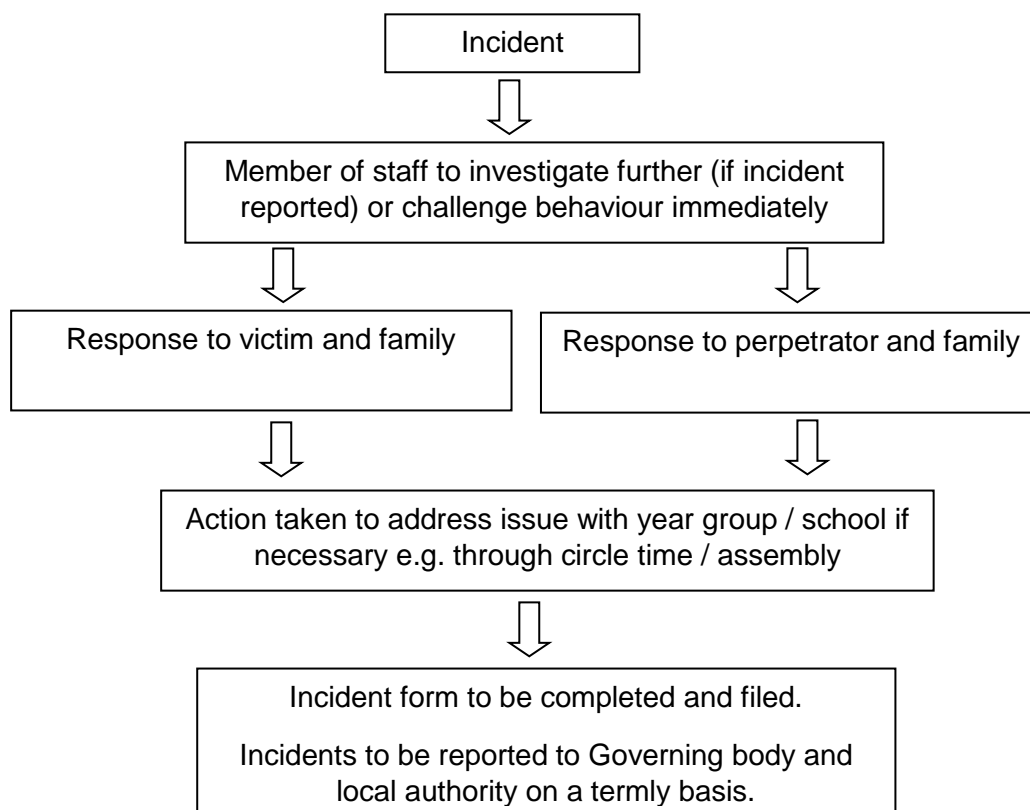 Incident
Member of staff to investigate further (if incident
reported) or challenge behaviour immediately
Response to victim and family
Response to perpetrator and family
Action taken to address issue with year group / school if
necessary e.g. through circle time / assembly
Incident form to be completed and filed.
Incidents to be reported to Governing body and
local authority on a termly basis.